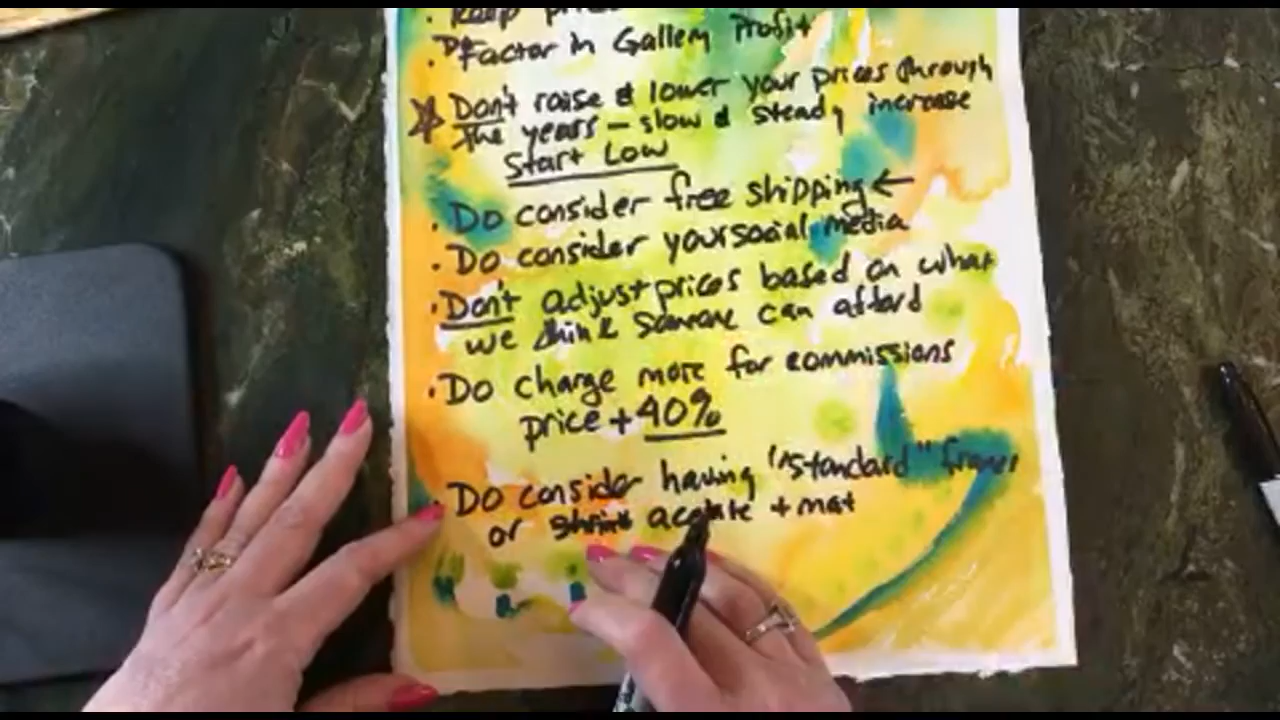 · Keep
· Factor in Gallery Profit
Don't raise & lower your prices through
the years - slow & steady increase
Start Low
· Do consider free shipping ←
· Do consider your social media
· Don't adjust prices based on what
we think someone can afford
· Do charge more for commissions
price + 40%
· Do consider having "standard" frames
or acetate + mat